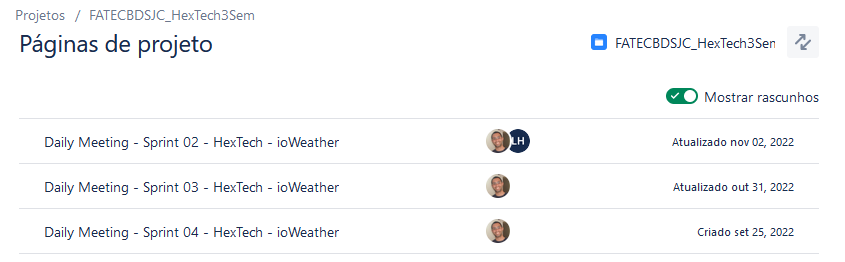 Projetos / FATECBDSJC_HexTech3Sem
Páginas de projeto
FATECBDSJC_HexTech3Sem
Mostrar rascunhos
Daily Meeting - Sprint 02 - HexTech - ioWeather LH Atualizado nov 02, 2022
Daily Meeting - Sprint 03 - HexTech - ioWeather Atualizado out 31, 2022
Daily Meeting - Sprint 04 - HexTech - ioWeather Criado set 25, 2022